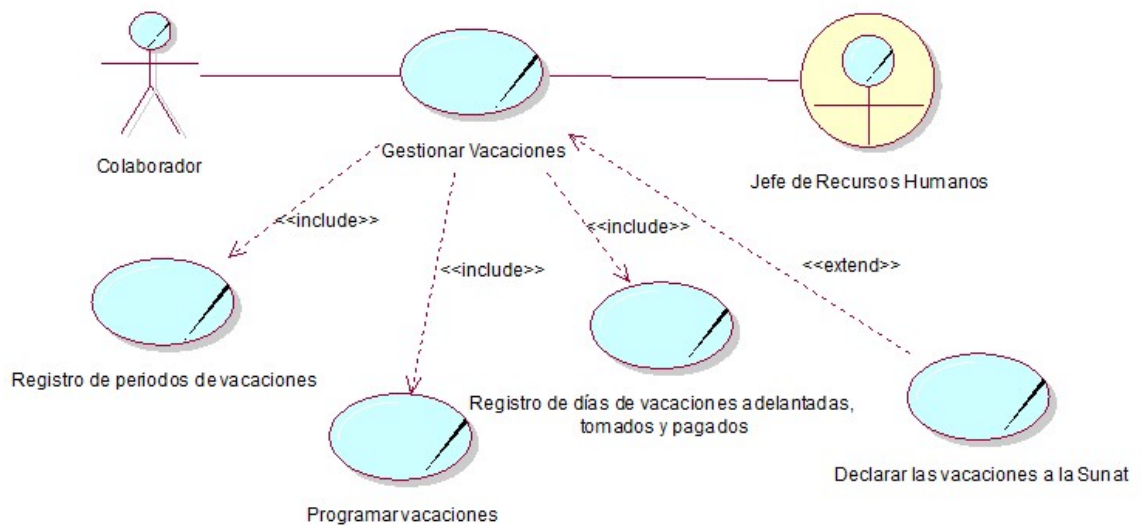 Colaborador
Gestionar Vacaciones
Jefe de Recursos Humanos
<<include>>
<<include>>
<<include>>
<<extend>>
Registro de periodos de vacaciones
Registro de días de vacaciones adelantadas,
tomados y pagados
Declarar las vacaciones a la Sunat
Programar vacaciones